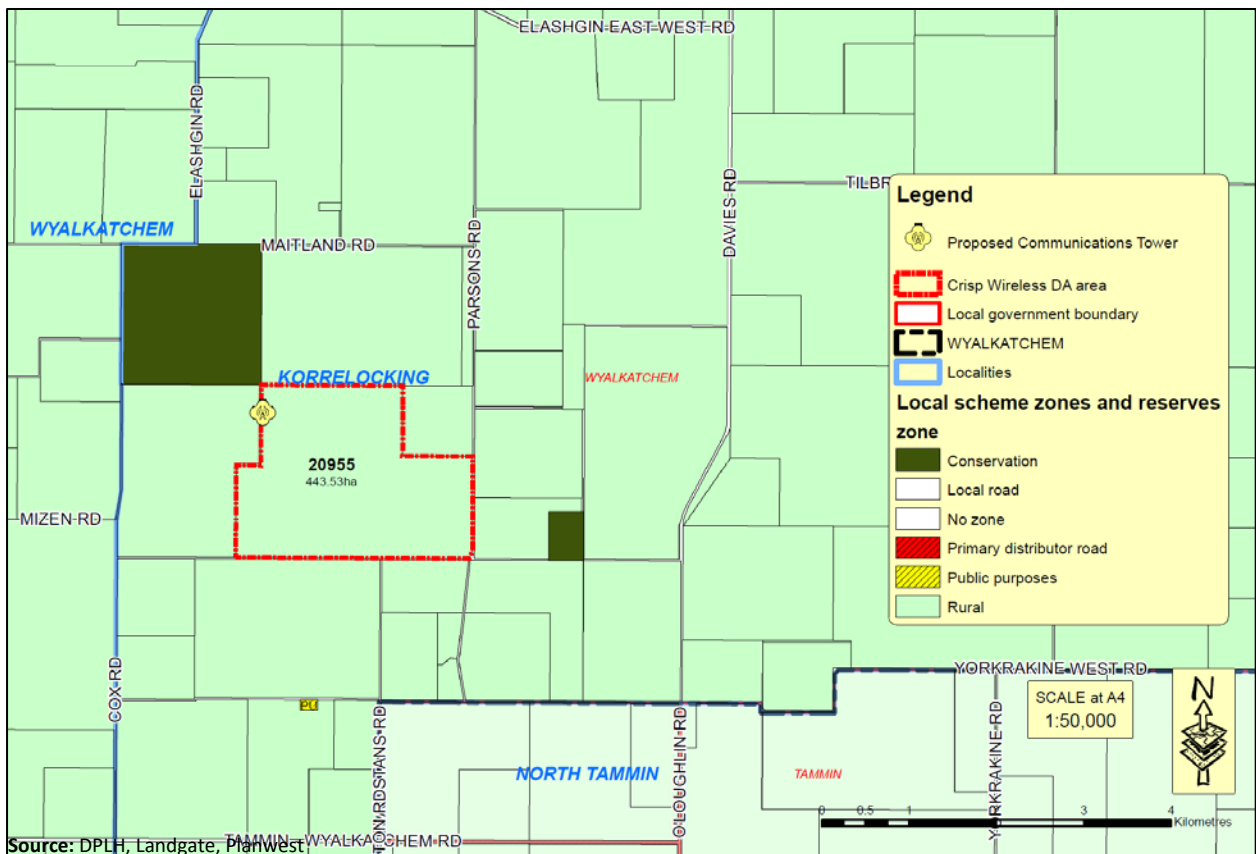 ELASHGIN EAST WEST RD
ELASHGIN RD
DAVIES RD
TILBR
WYALKATCHEM
MAITLAND RD
PARSONS RD
KORRELOCKING
WYALKATCHEM
20955
443.53ha
MIZEN RD
COX RD
PU
YORKRAKINE WEST RD
STANS RD
OLOUGHLIN RD
YORKRAKINE RD
NORTH TAMMIN
TAMMIN
TAMMIN - WYALKATCHEM RD
Legend
Proposed Communications Tower
Crisp Wireless DA area
Local government boundary
WYALKATCHEM
Localities
Local scheme zones and reserves
zone
Conservation
Local road
No zone
Primary distributor road
Public purposes
Rural
SCALE at A4
1:50,000
N
0 0.5 1 2 3 4
Kilometres
Source: DPLH, Landgate, Planwest